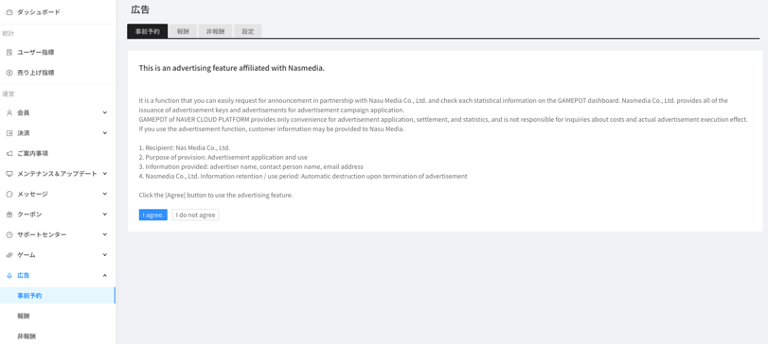 ダッシュボード
統計
ユーザー指標
売り上げ指標
運営
会員
決済
ご案内事項
メンテナンス＆アップデート
メッセージ
クーポン
サポートセンター
ゲーム
広告
事前予約
報酬
非報酬
広告
事前予約 報酬 非報酬 設定
This is an advertising feature affiliated with Nasmedia.
It is a function that you can easily request for announcement in partnership with Nasu Media Co., Ltd. and check each statistical information on the GAMEPOT dashboard. Nasmedia Co., Ltd. provides all of the
issuance of advertisement keys and advertisements for advertisement campaign application.
GAMEPOT of NAVER CLOUD PLATFORM provides only convenience for advertisement application, settlement, and statistics, and is not responsible for inquiries about costs and actual advertisement execution effect.
If you use the advertisement function, customer information may be provided to Nasu Media.
1. Recipient: Nas Media Co., Ltd.
2. Purpose of provision: Advertisement application and use
3. Information provided: advertiser name, contact person name, email address
4. Nasmedia Co., Ltd. Information retention / use period: Automatic destruction upon termination of advertisement
Click the [Agree] button to use the advertising feature.
I agree. I do not agree